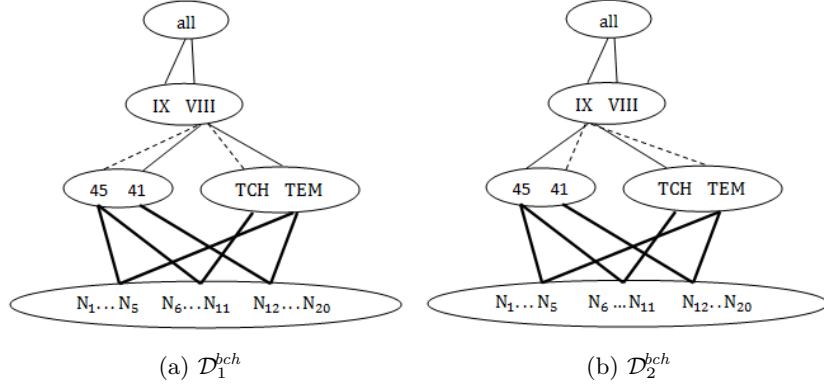 all all
IX VIII IX VIII
45 41 TCH TEM 45 41 TCH TEM
N₁...N₅ N₆...N₁₁ N₁₂...N₂₀ N₁...N₅ N₆...N₁₁ N₁₂..N₂₀
(a) 𝒟₁ᵇᶜʰ (b) 𝒟₂ᵇᶜʰ